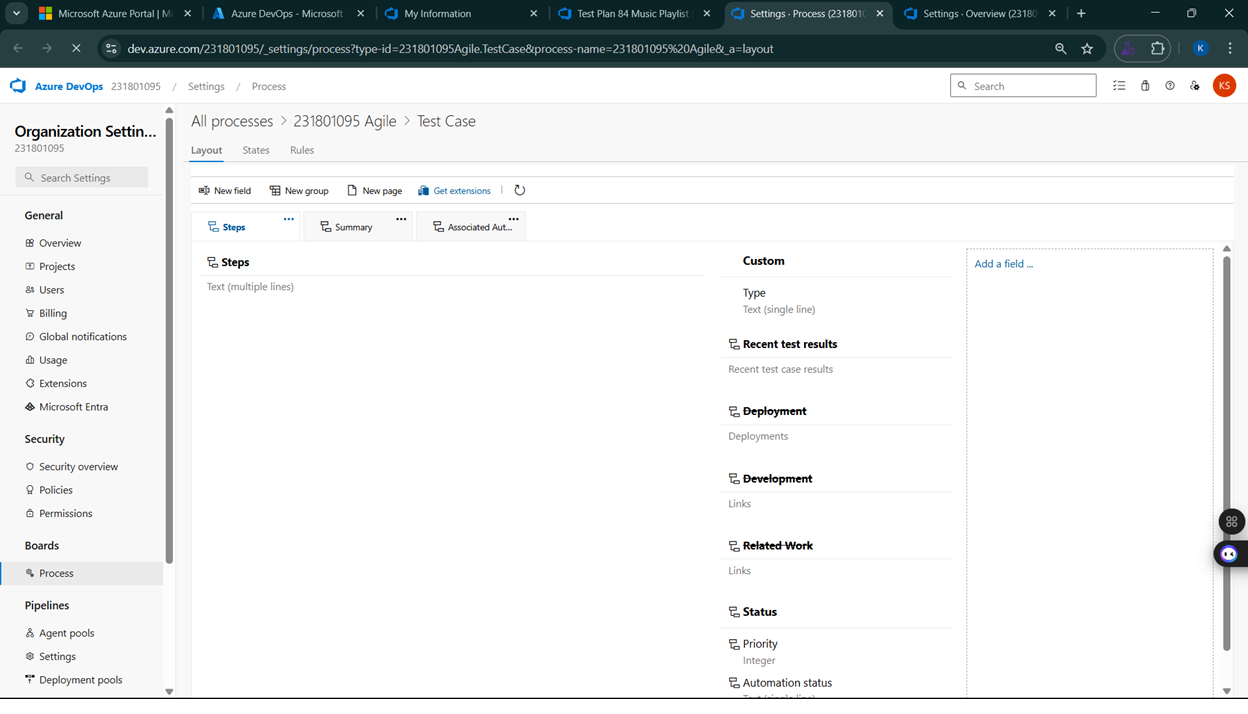 Microsoft Azure Portal | Mi
Azure DevOps - Microsoft
My Information
Test Plan 84 Music Playlist
Settings · Process (2318010
Settings - Overview (231801
dev.azure.com/231801095/_settings/process?type-id=231801095Agile.TestCase&process-name=231801095%20Agile&_a=layout
K
Azure DevOps 231801095 / Settings / Process
Search
KS
Organization Settin...
231801095
Search Settings
General
Overview
Projects
Users
Billing
Global notifications
Usage
Extensions
Microsoft Entra
Security
Security overview
Policies
Permissions
Boards
Process
Pipelines
Agent pools
Settings
Deployment pools
All processes > 231801095 Agile > Test Case
Layout States Rules
New field New group New page Get extensions
Steps
Summary
Associated Aut...
Steps
Text (multiple lines)
Custom
Type
Text (single line)
Recent test results
Recent test case results
Deployment
Deployments
Development
Links
Related Work
Links
Status
Priority
Integer
Automation status
Text (single line)
Add a field ...